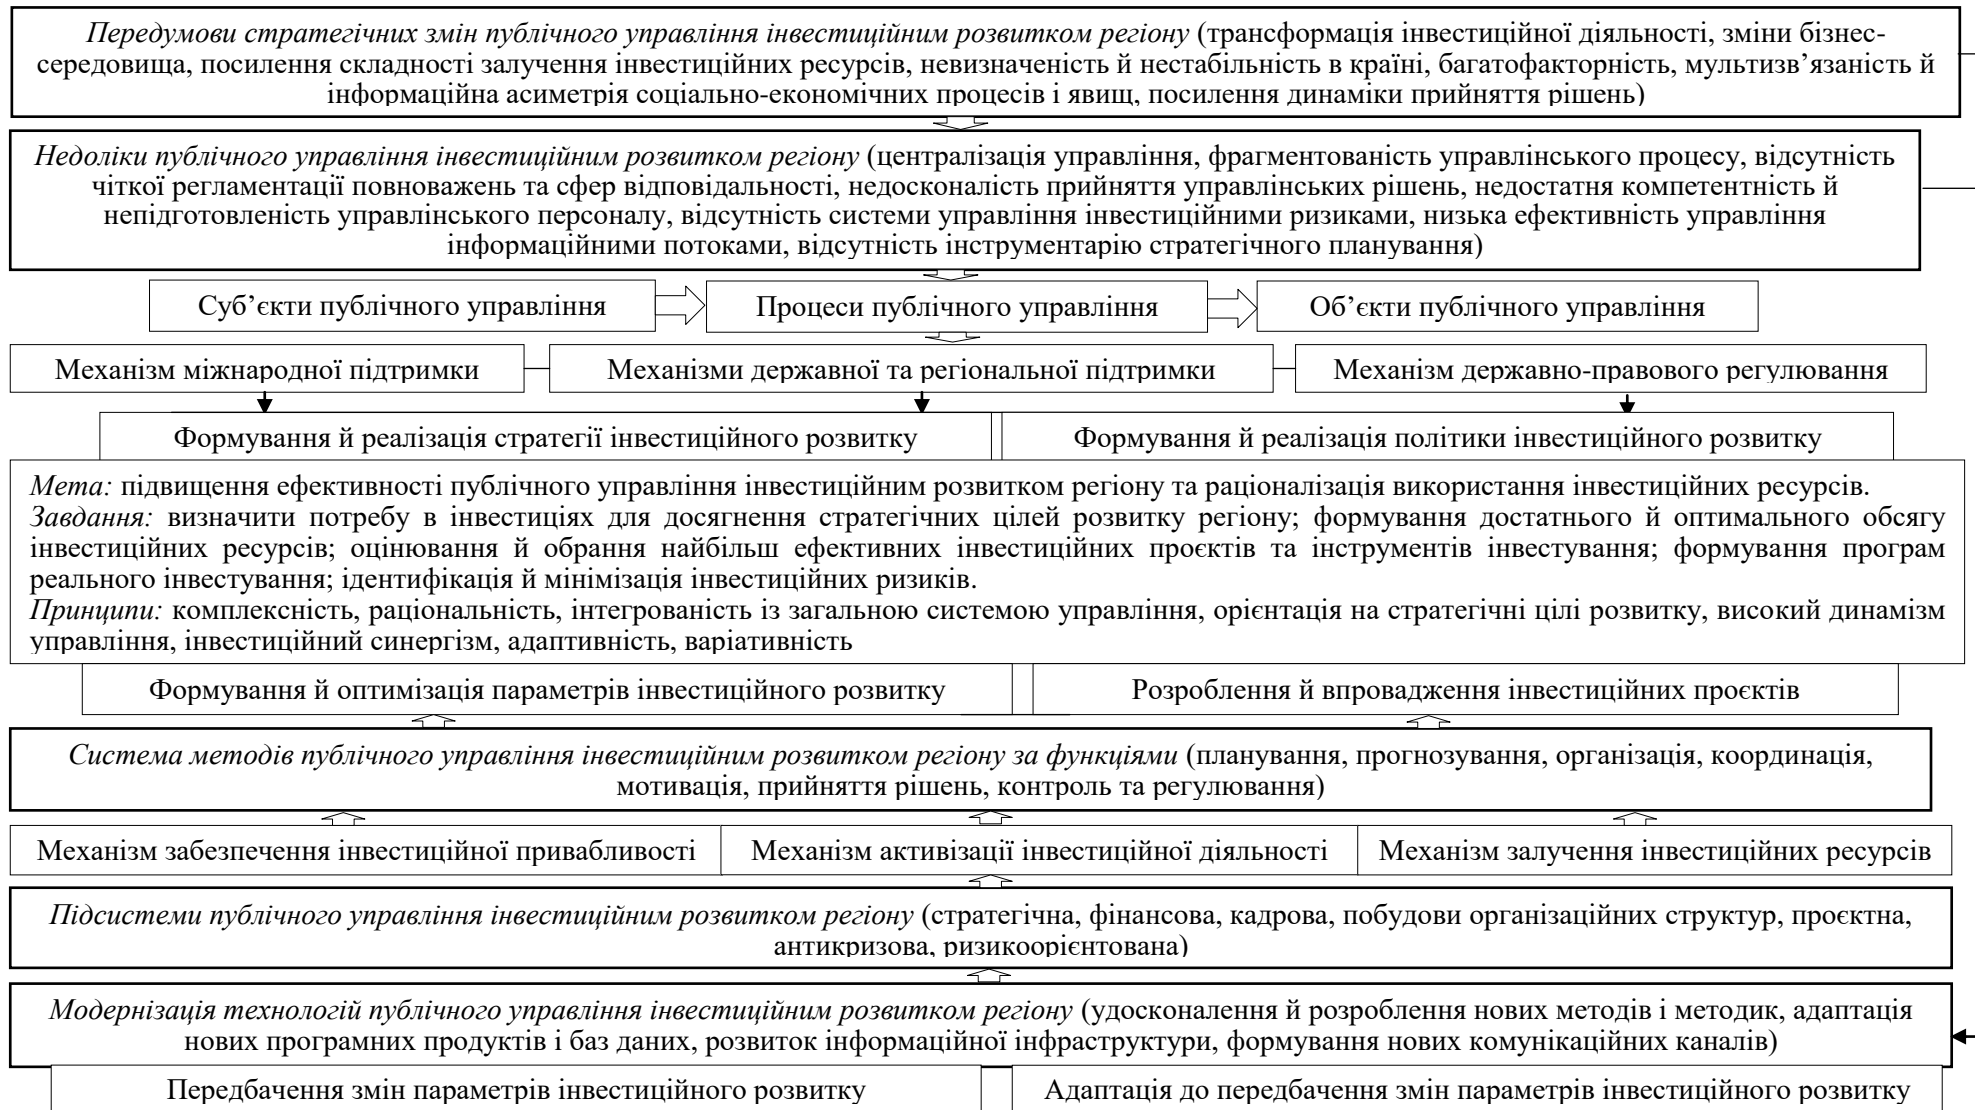 Передумови стратегічних змін публічного управління інвестиційним розвитком регіону (трансформація інвестиційної діяльності, зміни бізнес-
середовища, посилення складності залучення інвестиційних ресурсів, невизначеність й нестабільність в країні, багатофакторність, мультизв’язаність й
інформаційна асиметрія соціально-економічних процесів і явищ, посилення динаміки прийняття рішень)
Недоліки публічного управління інвестиційним розвитком регіону (централізація управління, фрагментованість управлінського процесу, відсутність
чіткої регламентації повноважень та сфер відповідальності, недосконалість прийняття управлінських рішень, недостатня компетентність й
непідготовленість управлінського персоналу, відсутність системи управління інвестиційними ризиками, низька ефективність управління
інформаційними потоками, відсутність інструментарію стратегічного планування)
Суб’єкти публічного управління
Процеси публічного управління
Об’єкти публічного управління
Механізм міжнародної підтримки
Механізми державної та регіональної підтримки
Механізм державно-правового регулювання
Формування й реалізація стратегії інвестиційного розвитку
Формування й реалізація політики інвестиційного розвитку
Мета: підвищення ефективності публічного управління інвестиційним розвитком регіону та раціоналізація використання інвестиційних ресурсів.
Завдання: визначити потребу в інвестиціях для досягнення стратегічних цілей розвитку регіону; формування достатнього й оптимального обсягу
інвестиційних ресурсів; оцінювання й обрання найбільш ефективних інвестиційних проєктів та інструментів інвестування; формування програм
реального інвестування; ідентифікація й мінімізація інвестиційних ризиків.
Принципи: комплексність, раціональність, інтегрованість із загальною системою управління, орієнтація на стратегічні цілі розвитку, високий динамізм
управління, інвестиційний синергізм, адаптивність, варіативність
Формування й оптимізація параметрів інвестиційного розвитку
Розроблення й впровадження інвестиційних проєктів
Система методів публічного управління інвестиційним розвитком регіону за функціями (планування, прогнозування, організація, координація,
мотивація, прийняття рішень, контроль та регулювання)
Механізм забезпечення інвестиційної привабливості
Механізм активізації інвестиційної діяльності
Механізм залучення інвестиційних ресурсів
Підсистеми публічного управління інвестиційним розвитком регіону (стратегічна, фінансова, кадрова, побудови організаційних структур, проєктна,
антикризова, ризикоорієнтована)
Модернізація технологій публічного управління інвестиційним розвитком регіону (удосконалення й розроблення нових методів і методик, адаптація
нових програмних продуктів і баз даних, розвиток інформаційної інфраструктури, формування нових комунікаційних каналів)
Передбачення змін параметрів інвестиційного розвитку
Адаптація до передбачення змін параметрів інвестиційного розвитку